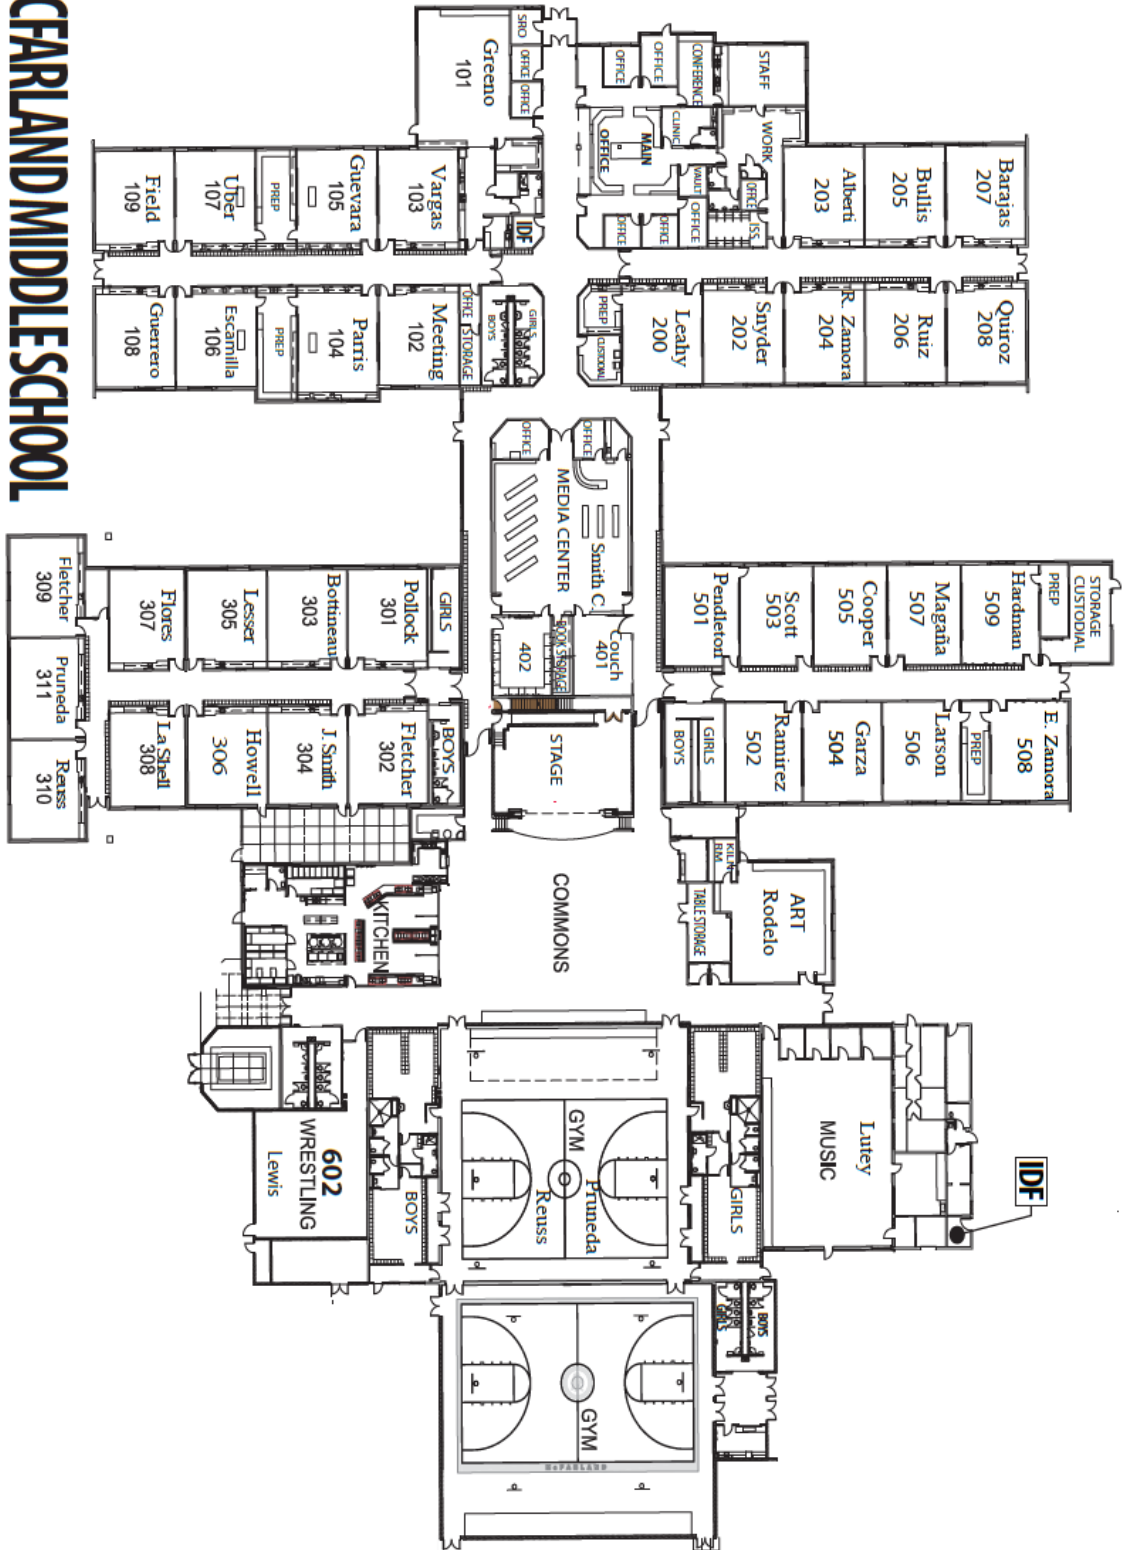 CFARLAND MIDDLE SCHOOL
SRO
OFFICE
OFFICE
Greeno
101
OFFICE
OFFICE
CONFERENCE
STAFF
CLINIC
WORK
MAIN
OFFICE
VAULT
OFFICE
OFFICE
OFFICE
OFFICE
ISS
IDF
Field
109
Uber
107
PREP
Guevara
105
Vargas
103
Alberti
203
Bullis
205
Barajas
207
Guerrero
108
Escamilla
106
PREP
Parris
104
Meeting
102
OFFICE
STORAGE
BOYS
GIRLS
PREP
CUSTODIAL
Leahy
200
Snyder
202
R. Zamora
204
Ruiz
206
Quiroz
208
OFFICE
OFFICE
MEDIA CENTER
Smith C.
BOOK STORAGE
402
Couch
401
Fletcher
309
Pruneda
311
Reuss
310
Flores
307
Lesser
305
Bottineau
303
Pollock
301
GIRLS
Pendleton
501
Scott
503
Cooper
505
Magaña
507
Hardman
509
PREP
STORAGE
CUSTODIAL
La Shell
308
Howell
306
J. Smith
304
Fletcher
302
BOYS
STAGE
BOYS
GIRLS
Ramirez
502
Garza
504
Larson
506
PREP
E. Zamora
508
KITCHEN
COMMONS
KILN
RM.
TABLE STORAGE
ART
Rodelo
602
WRESTLING
Lewis
BOYS
GYM
Pruneda
Reuss
GIRLS
Lutey
MUSIC
IDF
GYM
McFARLAND
BOYS
GIRLS